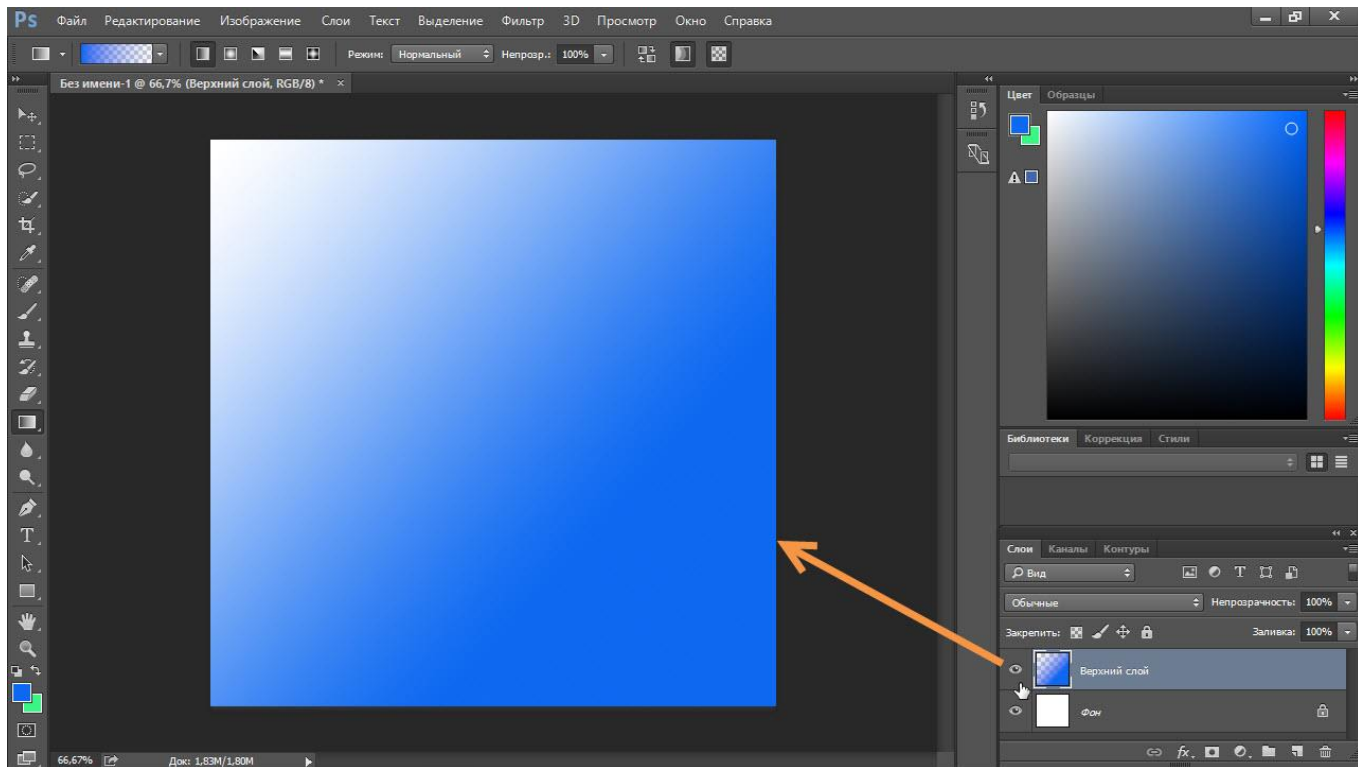 Ps Файл Редактирование Изображение Слои Текст Выделение Фильтр 3D Просмотр Окно Справка
Режим: Нормальный Непрозр.: 100%
Без имени-1 @ 66,7% (Верхний слой, RGB/8) * ×
Цвет Образцы
Библиотеки Коррекция Стили
Слои Каналы Контуры
Вид
Обычные Непрозрачность: 100%
Закрепить: Заливка: 100%
Верхний слой
Фон
fx
66,67% Док: 1,83M/1,80M